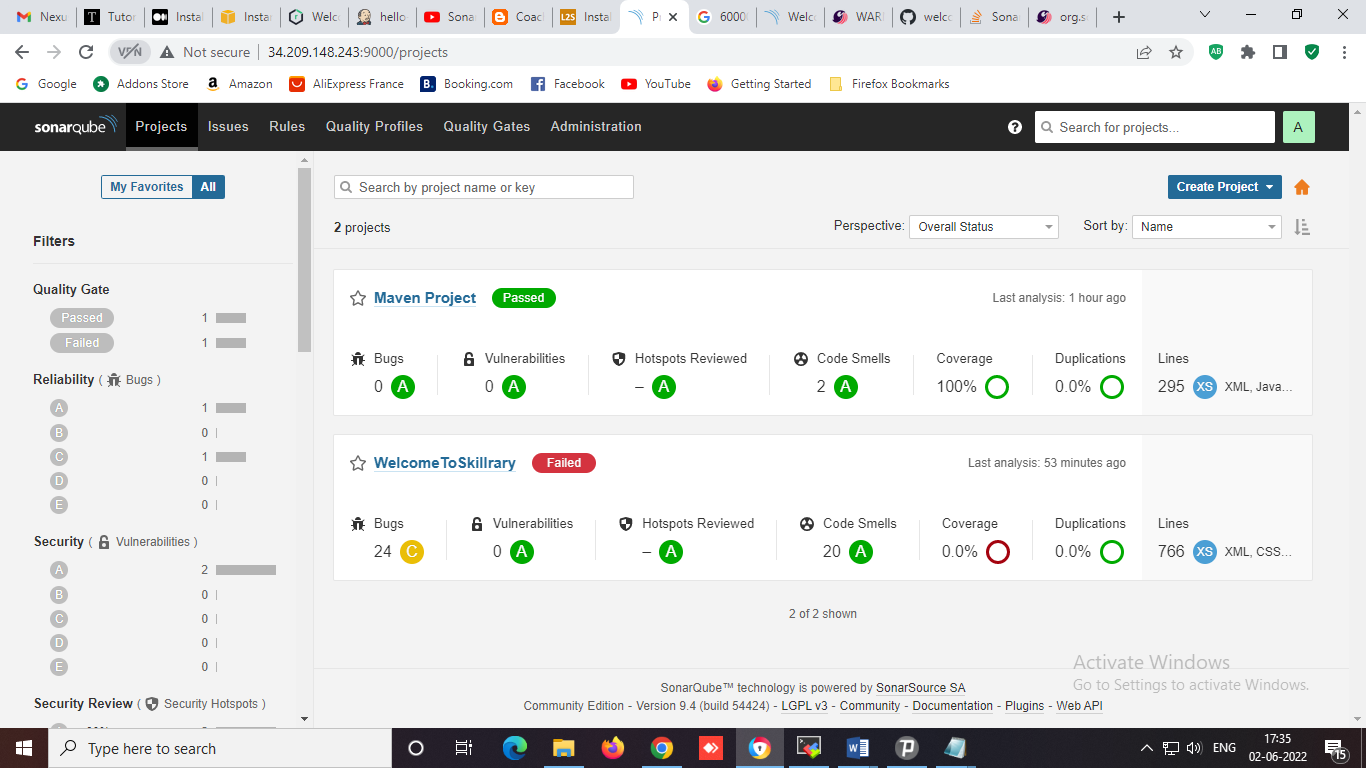 Nexu Tutor Instal Instan Welco hello Sona Coac Instal Pr 6000 Welc WARI welco Sona org.so
Not secure 34.209.148.243:9000/projects
Google Addons Store Amazon AliExpress France Booking.com Facebook YouTube Getting Started Firefox Bookmarks
sonarqube Projects Issues Rules Quality Profiles Quality Gates Administration Search for projects... A
My Favorites All
Search by project name or key Create Project
2 projects Perspective: Overall Status Sort by: Name
Filters
Quality Gate
Passed 1
Failed 1
Reliability ( Bugs )
A 1
B 0
C 1
D 0
E 0
Security ( Vulnerabilities )
A 2
B 0
C 0
D 0
E 0
Security Review ( Security Hotspots )
Maven Project Passed Last analysis: 1 hour ago
Bugs Vulnerabilities Hotspots Reviewed Code Smells Coverage Duplications Lines
0 A 0 A – A 2 A 100% 0.0% 295 XS XML, Java...
WelcomeToSkillrary Failed Last analysis: 53 minutes ago
Bugs Vulnerabilities Hotspots Reviewed Code Smells Coverage Duplications Lines
24 C 0 A – A 20 A 0.0% 0.0% 766 XS XML, CSS...
2 of 2 shown
Activate Windows
Go to Settings to activate Windows.
SonarQube™ technology is powered by SonarSource SA
Community Edition - Version 9.4 (build 54424) - LGPL v3 - Community - Documentation - Plugins - Web API
Type here to search ENG 17:35
02-06-2022 15